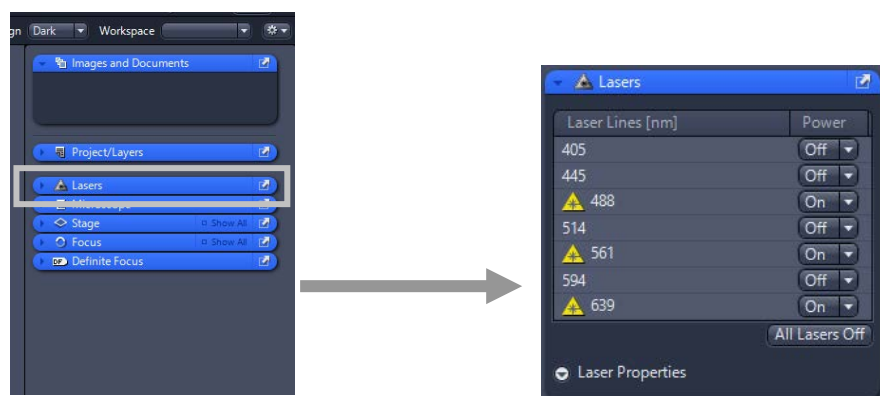 gn Dark Workspace
Images and Documents
Project/Layers
Lasers
Microscope
Stage Show All
Focus Show All
DF Definite Focus
Lasers
Laser Lines [nm] Power
405 Off
445 Off
488 On
514 Off
561 On
594 Off
639 On
All Lasers Off
Laser Properties